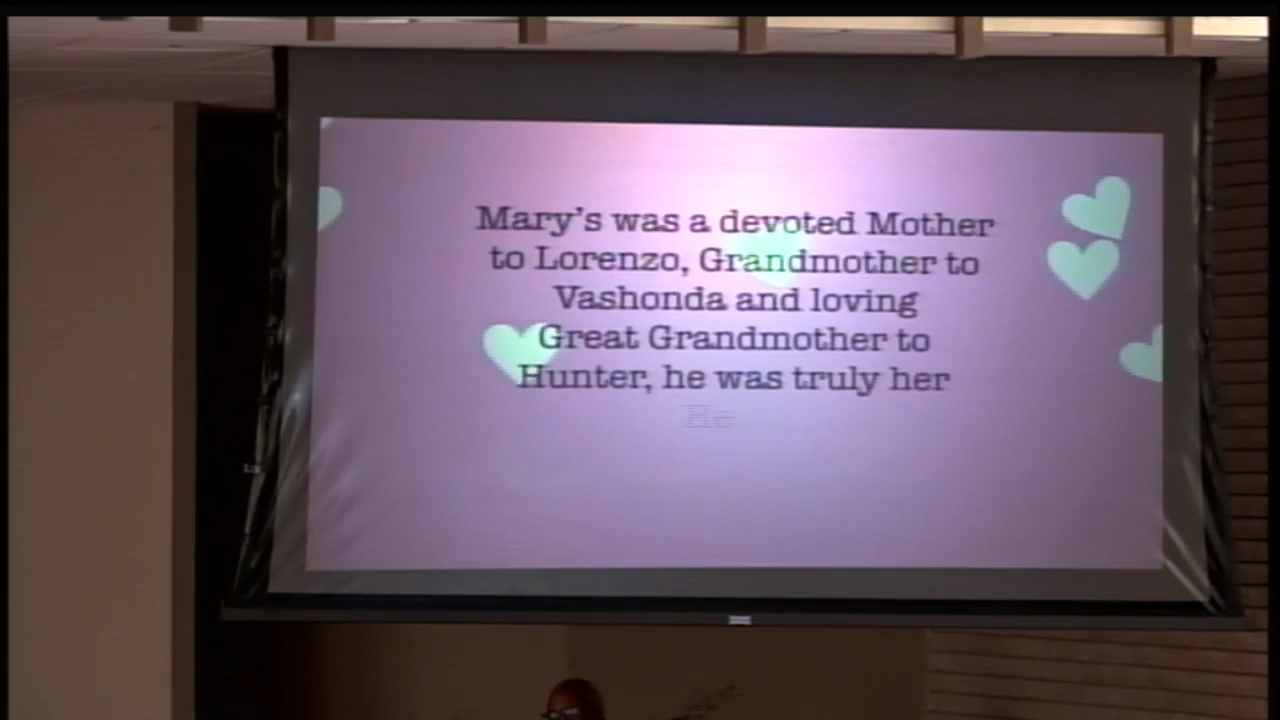 Mary's was a devoted Mother
to Lorenzo, Grandmother to
Vashonda and loving
Great Grandmother to
Hunter, he was truly her
He